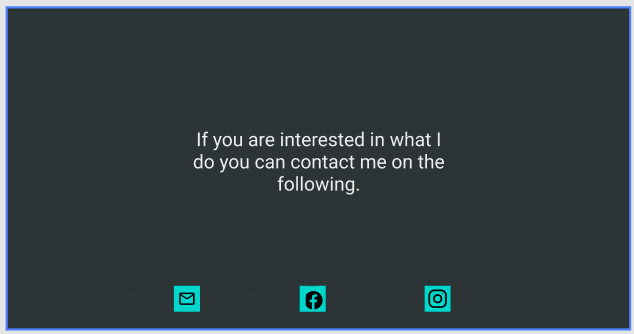 If you are interested in what I
do you can contact me on the
following.